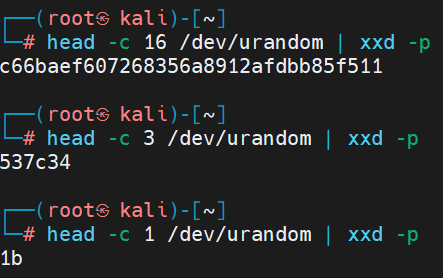 ┌──(root㉿ kali)-[~]
└─# head -c 16 /dev/urandom | xxd -p
c66baef607268356a8912afdbb85f511
┌──(root㉿ kali)-[~]
└─# head -c 3 /dev/urandom | xxd -p
537c34
┌──(root㉿ kali)-[~]
└─# head -c 1 /dev/urandom | xxd -p
1b